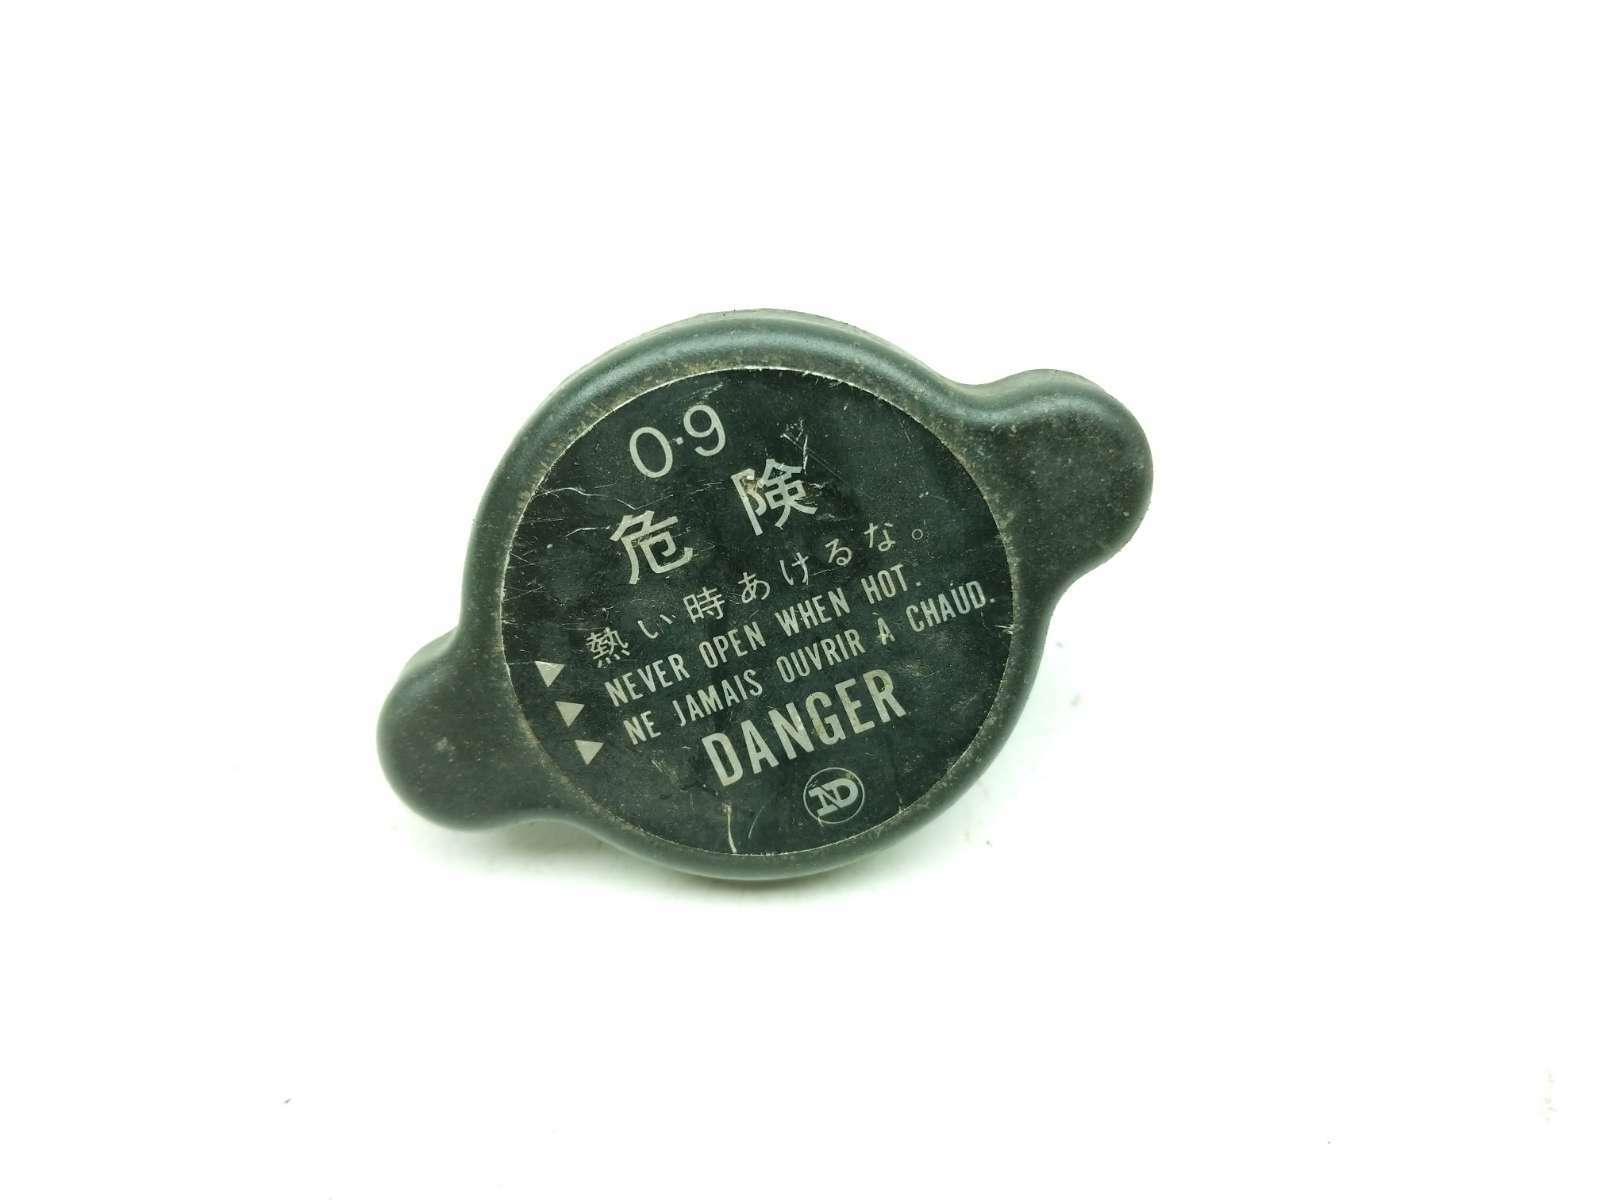 0·9
危険
▶ 熱い時あけるな。
▶ NEVER OPEN WHEN HOT.
▶ NE JAMAIS OUVRIR À CHAUD.
DANGER
ND